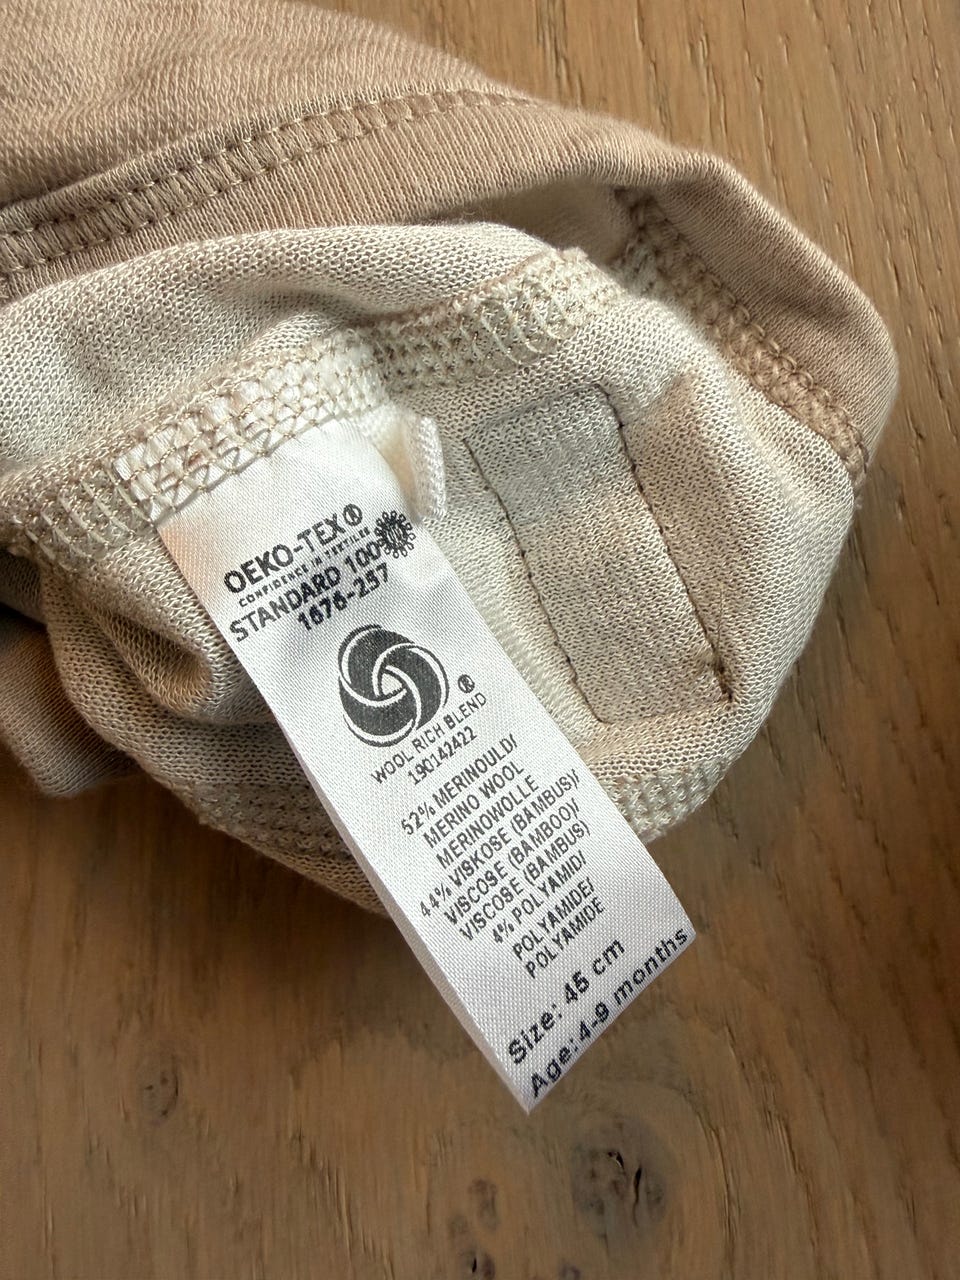 OEKO-TEX®
CONFIDENCE IN TEXTILES
STANDARD 100
1676-257
®
WOOL RICH BLEND
190142422
52% MERINOULD/
MERINO WOOL
MERINOWOLLE
44% VISKOSE (BAMBUS)/
VISCOSE (BAMBOO)/
VISCOSE (BAMBUS)
4% POLYAMID/
POLYAMIDE/
POLYAMIDE
Size: 45 cm
Age: 4-9 months